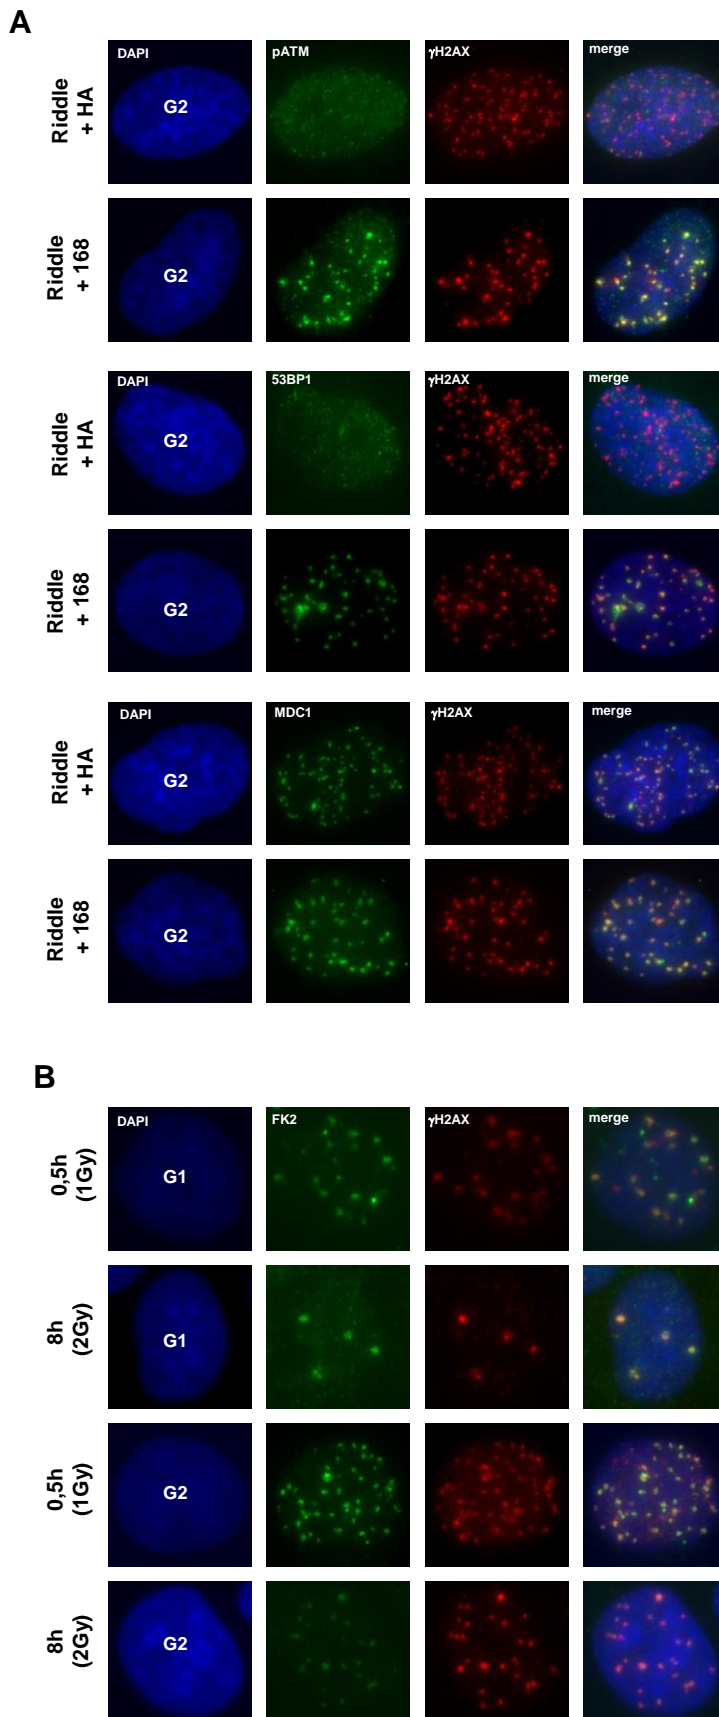 A
Riddle
+ HA
DAPI
G2
pATM
γH2AX
merge
Riddle
+ 168
G2
Riddle
+ HA
DAPI
G2
53BP1
γH2AX
merge
Riddle
+ 168
G2
Riddle
+ HA
DAPI
G2
MDC1
γH2AX
merge
Riddle
+ 168
G2
B
0,5h
(1Gy)
DAPI
G1
FK2
γH2AX
merge
8h
(2Gy)
G1
0,5h
(1Gy)
G2
8h
(2Gy)
G2